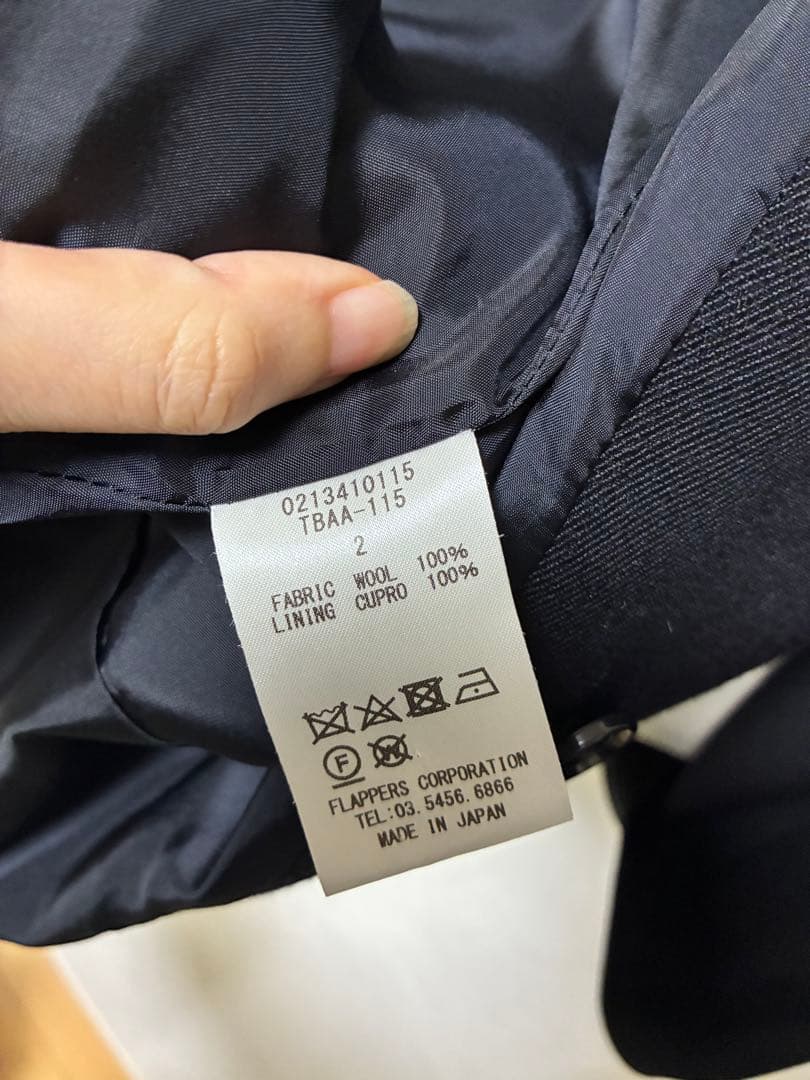 0213410115
TBAA-115
2
FABRIC WOOL 100%
LINING CUPRO 100%
F W
FLAPPERS CORPORATION
TEL:03.5456.6866
MADE IN JAPAN